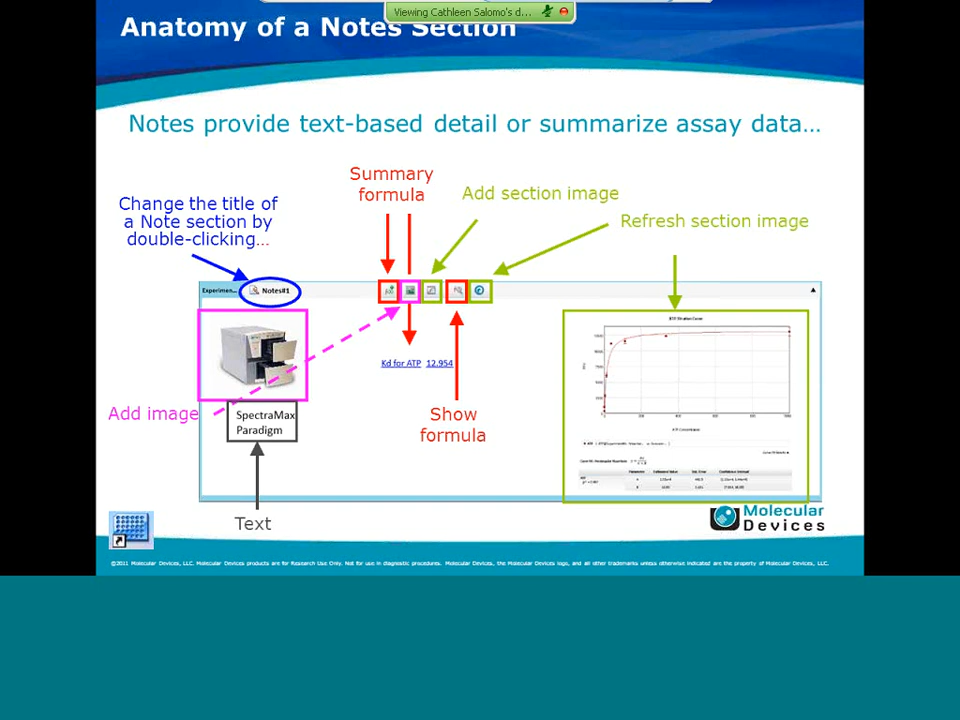 Viewing Cathleen Salomo's d...
Anatomy of a Notes Section
Notes provide text-based detail or summarize assay data…
Summary
formula
Add section image
Change the title of
a Note section by
double-clicking…
Refresh section image
Experimen...
Notes#1
Kd for ATP 12.954
Add image
SpectraMax
Paradigm
Show
formula
Text
Molecular
Devices
©2011 Molecular Devices, LLC. Molecular Devices products are for Research Use Only. Not for use in diagnostic procedures. Molecular Devices, the Molecular Devices logo, and all other trademarks unless otherwise indicated are the property of Molecular Devices, LLC.